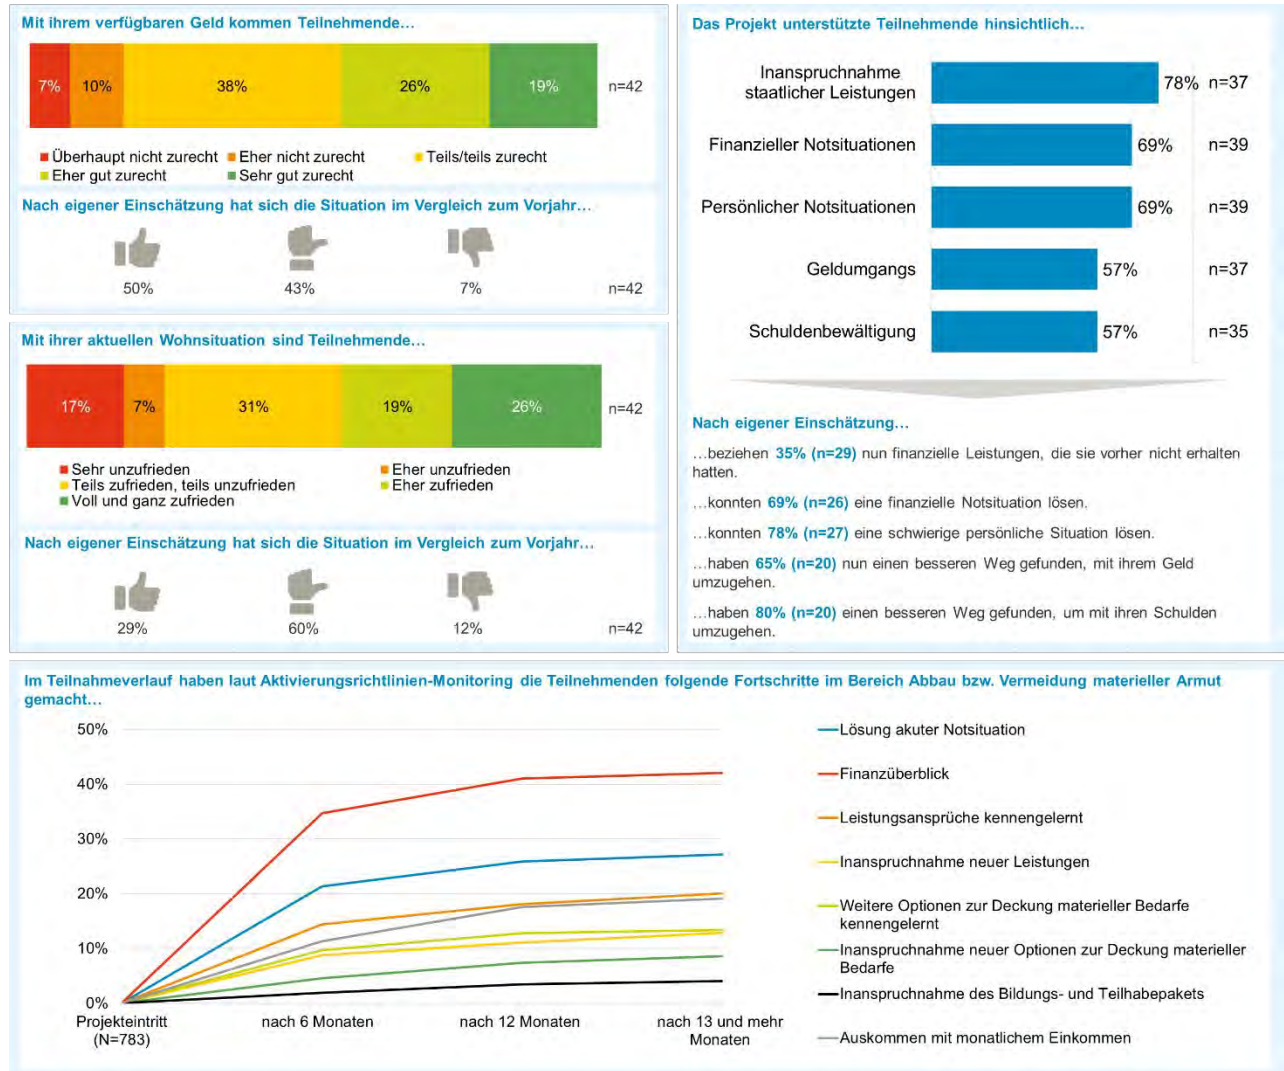 Mit ihrem verfügbaren Geld kommen Teilnehmende…
7% 10% 38% 26% 19% n=42
Überhaupt nicht zurecht Eher nicht zurecht Teils/teils zurecht
Eher gut zurecht Sehr gut zurecht
Nach eigener Einschätzung hat sich die Situation im Vergleich zum Vorjahr…
50% 43% 7% n=42
Mit ihrer aktuellen Wohnsituation sind Teilnehmende…
17% 7% 31% 19% 26% n=42
Sehr unzufrieden Eher unzufrieden
Teils zufrieden, teils unzufrieden Eher zufrieden
Voll und ganz zufrieden
Nach eigener Einschätzung hat sich die Situation im Vergleich zum Vorjahr…
29% 60% 12% n=42
Das Projekt unterstützte Teilnehmende hinsichtlich…
Inanspruchnahme
staatlicher Leistungen
78% n=37
Finanzieller Notsituationen 69% n=39
Persönlicher Notsituationen 69% n=39
Geldumgangs 57% n=37
Schuldenbewältigung 57% n=35
Nach eigener Einschätzung…
…beziehen 35% (n=29) nun finanzielle Leistungen, die sie vorher nicht erhalten
hatten.
…konnten 69% (n=26) eine finanzielle Notsituation lösen.
…konnten 78% (n=27) eine schwierige persönliche Situation lösen.
…haben 65% (n=20) nun einen besseren Weg gefunden, mit ihrem Geld
umzugehen.
…haben 80% (n=20) einen besseren Weg gefunden, um mit ihren Schulden
umzugehen.
Im Teilnahmeverlauf haben laut Aktivierungsrichtlinien-Monitoring die Teilnehmenden folgende Fortschritte im Bereich Abbau bzw. Vermeidung materieller Armut
gemacht…
50%
40%
30%
20%
10%
0%
Projekteintritt
(N=783)
nach 6 Monaten
nach 12 Monaten
nach 13 und mehr
Monaten
Lösung akuter Notsituation
Finanzüberblick
Leistungsansprüche kennengelernt
Inanspruchnahme neuer Leistungen
Weitere Optionen zur Deckung materieller Bedarfe
kennengelernt
Inanspruchnahme neuer Optionen zur Deckung materieller
Bedarfe
Inanspruchnahme des Bildungs- und Teilhabepakets
Auskommen mit monatlichem Einkommen